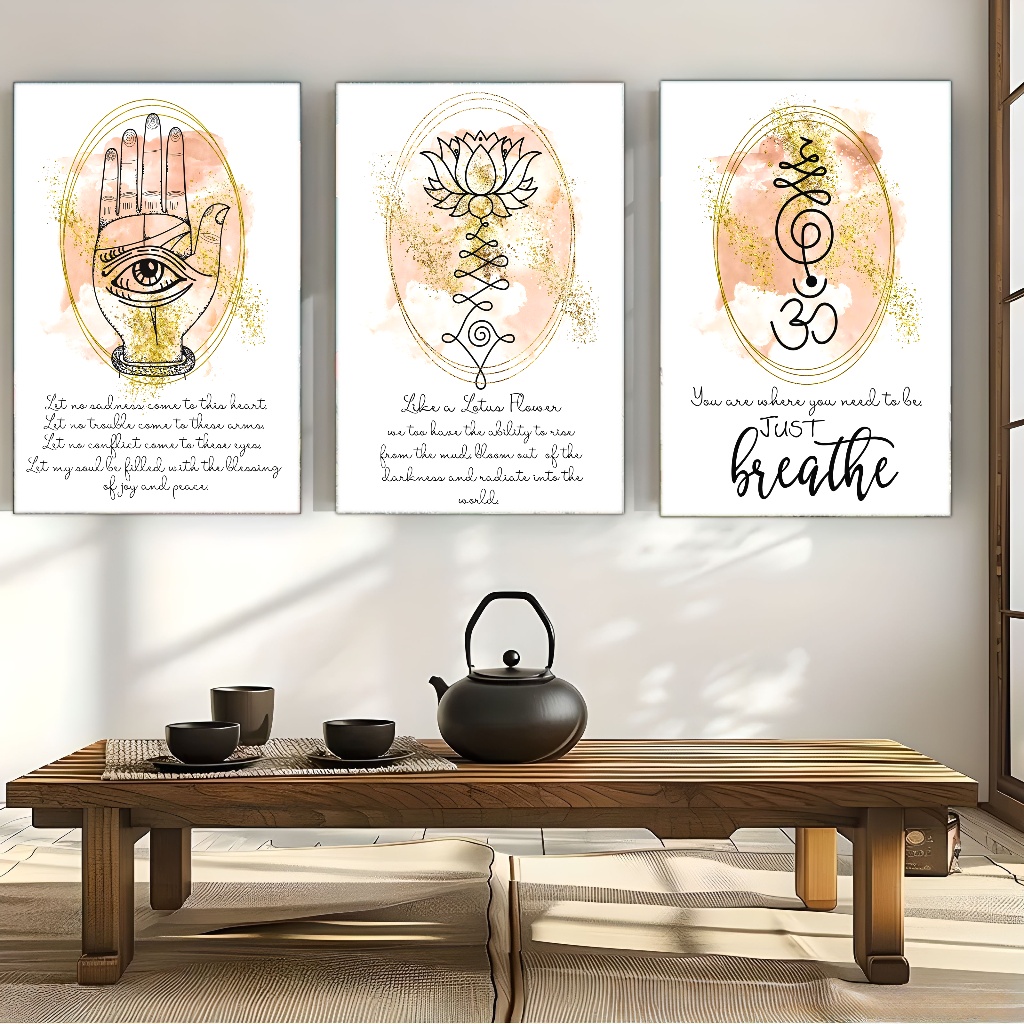 Let no sadness come to this heart.
Let no trouble come to these arms.
Let no conflict come to these eyes,
Let my soul be filled with the blessing
of joy and peace.
Like a Lotus Flower
we too have the ability to rise
from the mud, bloom out of the
darkness and radiate into the
world.
You are where you need to be.
JUST
breathe
ॐ